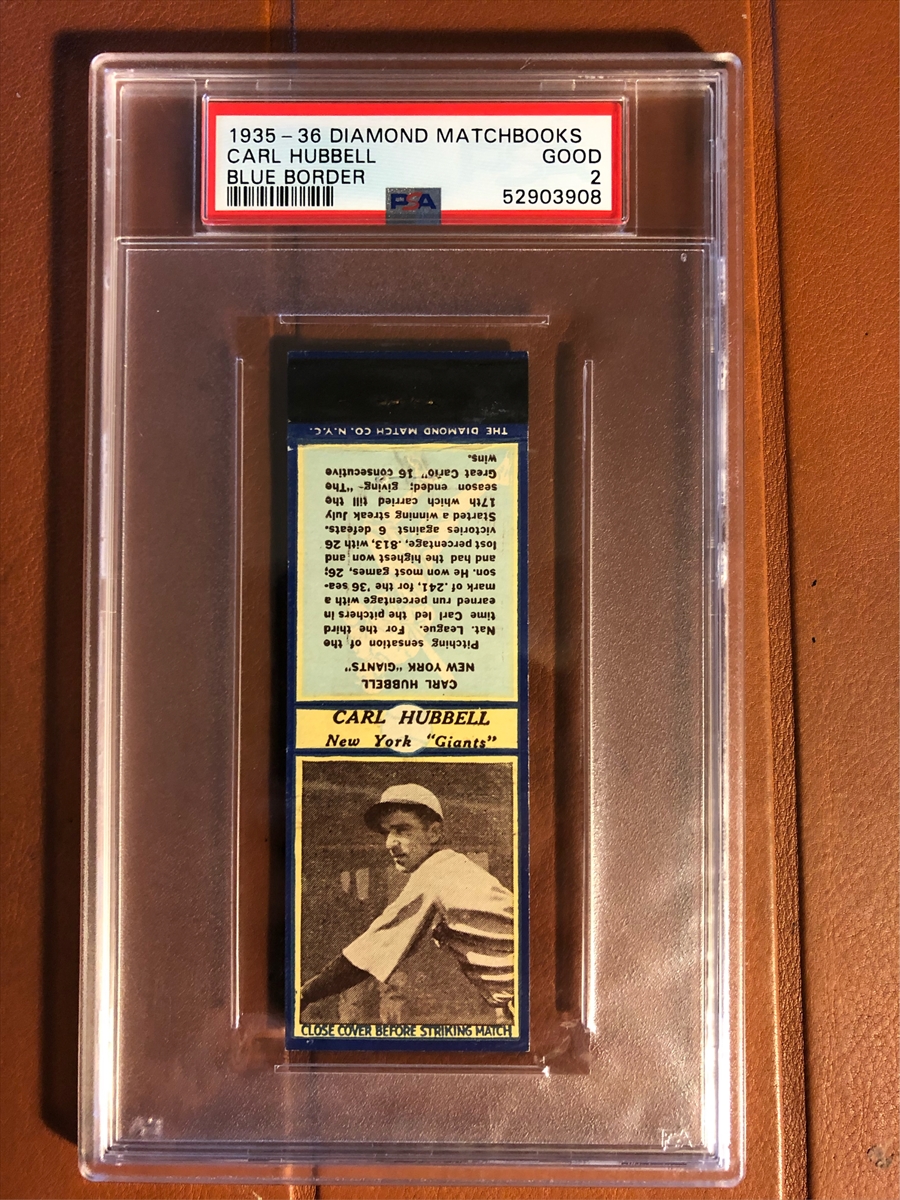 1935 – 36 DIAMOND MATCHBOOKS
CARL HUBBELL GOOD
BLUE BORDER 2
PSA 52903908
THE DIAMOND MATCH CO. N.Y.C.
CARL HUBBELL
NEW YORK "GIANTS"
Pitching sensation of the
Nat. League. For the third
time Carl led the pitchers in
earned run percentage with a
mark of .241, for the '36 sea-
son. He won most games, 26;
and had the highest won and
lost percentage, .813, with 26
victories against 6 defeats.
Started a winning streak July
17th which carried till the
season ended; giving "The
Great Carlo" 16 consecutive
wins.
CARL HUBBELL
New York "Giants"
CLOSE COVER BEFORE STRIKING MATCH